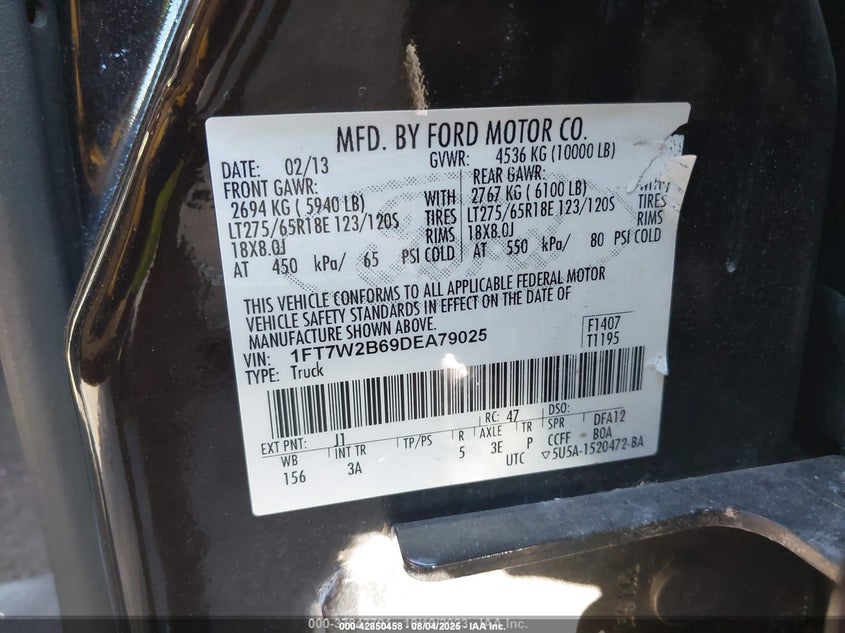 MFD. BY FORD MOTOR CO.
DATE: 02/13 GVWR: 4536 KG (10000 LB)
FRONT GAWR: REAR GAWR:
2694 KG ( 5940 LB) WITH 2767 KG ( 6100 LB) WITH
LT275/65R18E 123/120S TIRES LT275/65R18E 123/120S TIRES
18X8.0J RIMS 18X8.0J RIMS
AT 450 kPa/ 65 PSI COLD AT 550 kPa/ 80 PSI COLD
THIS VEHICLE CONFORMS TO ALL APPLICABLE FEDERAL MOTOR
VEHICLE SAFETY STANDARDS IN EFFECT ON THE DATE OF
MANUFACTURE SHOWN ABOVE.
VIN: 1FT7W2B69DEA79025 F1407
TYPE: Truck T1195
EXT PNT: J1 RC: 47 DSO:
WB INT TR TP/PS R AXLE TR SPR DFA12
156 3A 5 3E P CCFF BOA
UTC ▽5U5A-1520472-BA
000-42850458 - 08/04/2025 - IAA Inc.